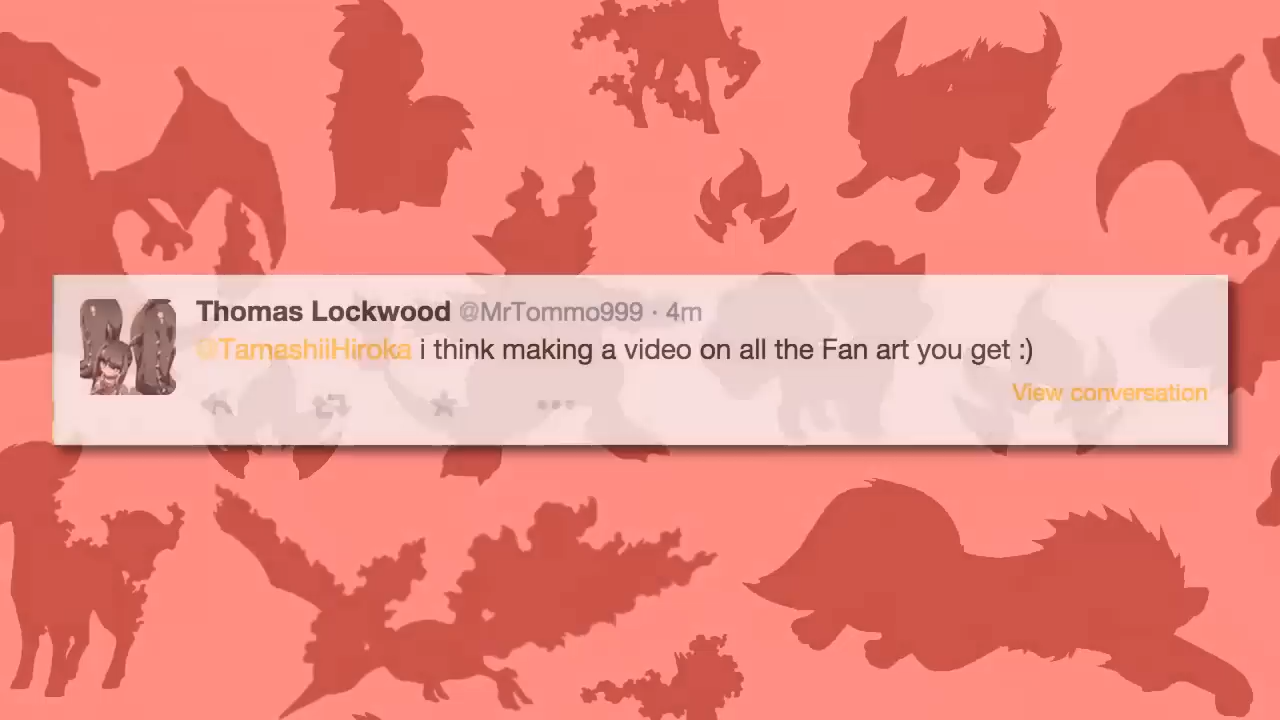 Thomas Lockwood @MrTommo999 · 4m
@TamashiiHiroka i think making a video on all the Fan art you get :)
View conversation